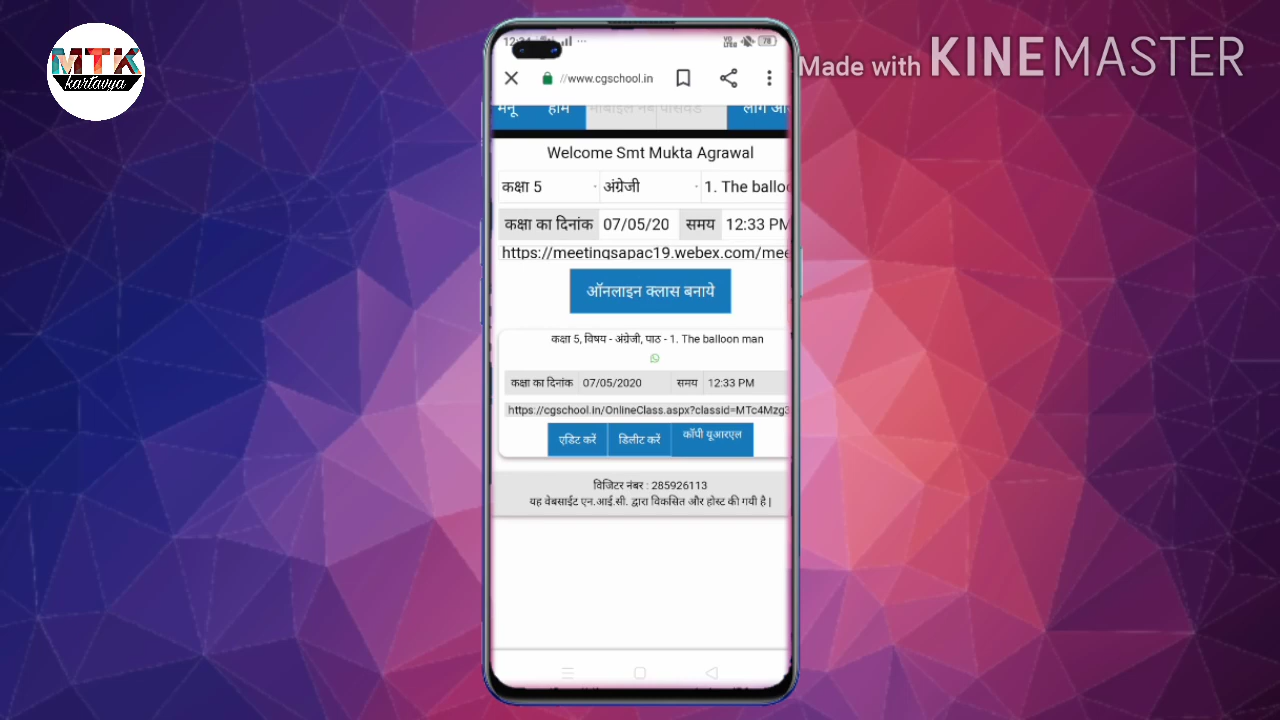 MTK
kartavya
Made with KINEMASTER
78
//www.cgschool.in
मेनू होम मोबाइल नंब पासवर्ड
Welcome Smt Mukta Agrawal
कक्षा 5 अंग्रेजी 1. The balloo
कक्षा का दिनांक 07/05/20 समय 12:33 PM
https://meetingsapac19.webex.com/mee
ऑनलाइन क्लास बनाये
कक्षा 5, विषय - अंग्रेजी, पाठ - 1. The balloon man
कक्षा का दिनांक 07/05/2020 समय 12:33 PM
https://cgschool.in/OnlineClass.aspx?classid=MTc4Mzg3
एडिट करें डिलीट करें कॉपी यूआरएल
विजिटर नंबर : 285926113
यह वेबसाईट एन.आई.सी. द्वारा विकसित और होस्ट की गयी है |